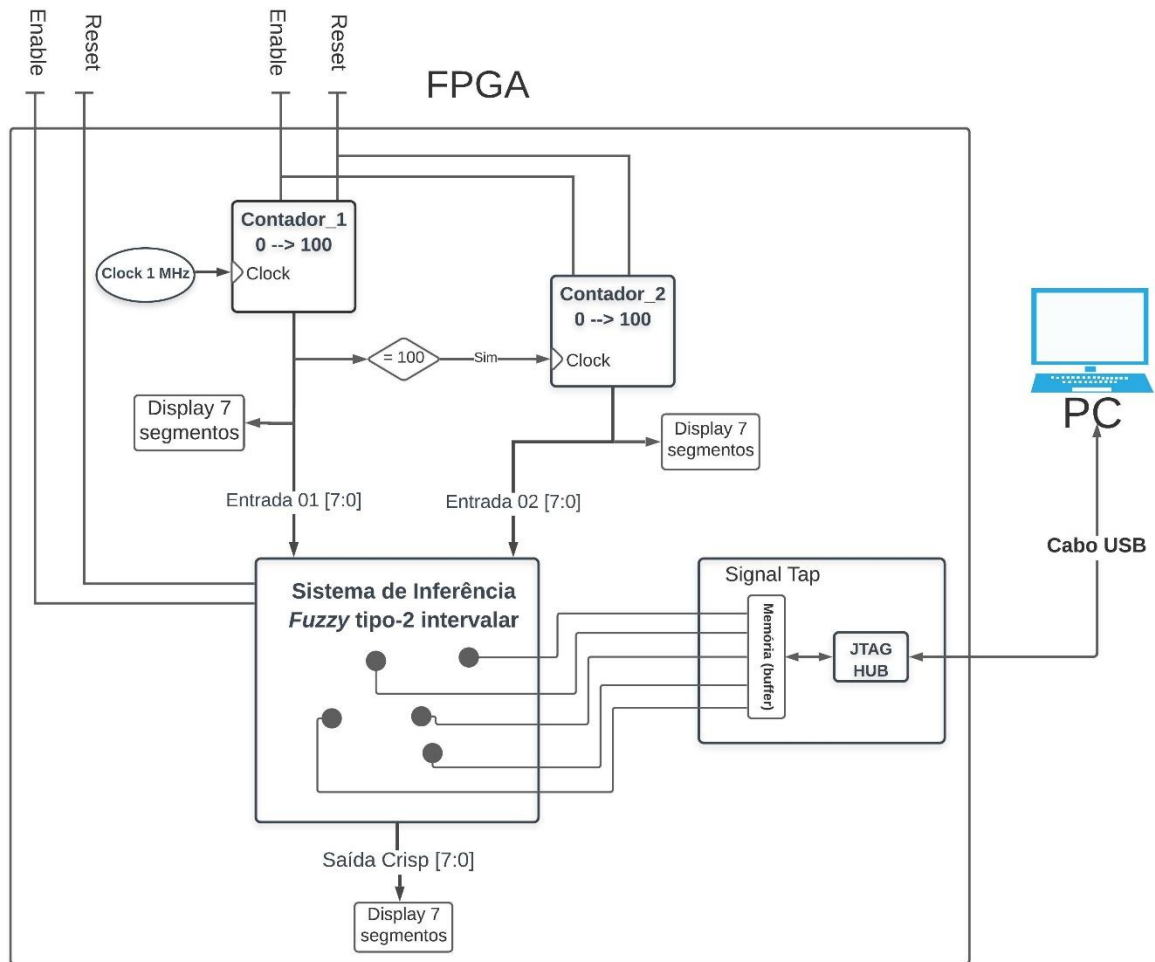 Enable
Reset
Enable
Reset
FPGA
Contador_1
0 --> 100
Clock 1 MHz
Clock
Contador_2
0 --> 100
= 100
Sim
Clock
Display 7
segmentos
Display 7
segmentos
PC
Entrada 01 [7:0]
Entrada 02 [7:0]
Cabo USB
Sistema de Inferência
Fuzzy tipo-2 intervalar
Signal Tap
Memória (buffer)
JTAG
HUB
Saída Crisp [7:0]
Display 7
segmentos